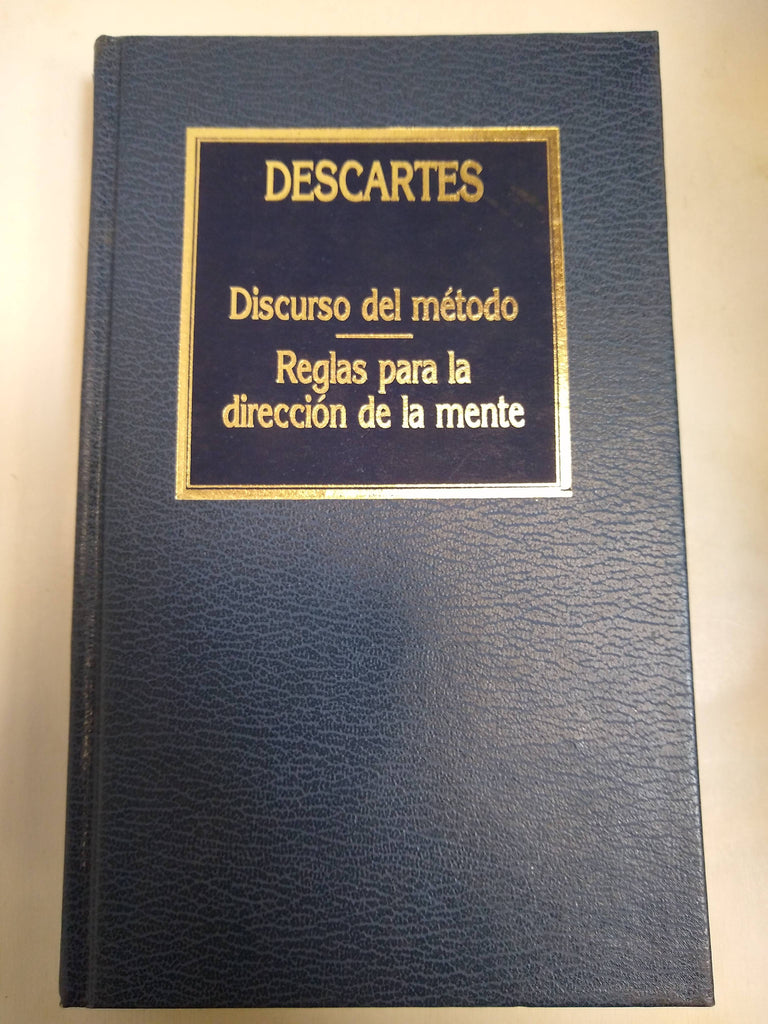 DESCARTES
Discurso del método
Reglas para la
dirección de la mente